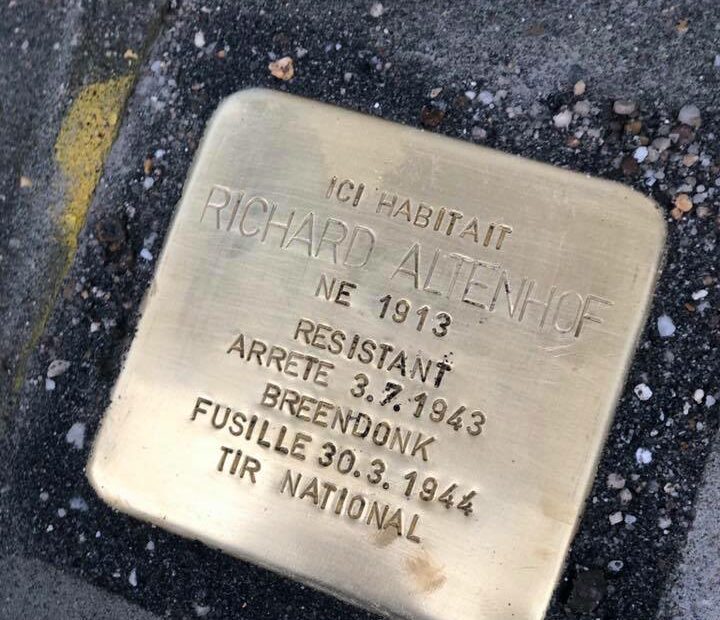 ICI HABITAIT
RICHARD ALTENHOF
NE 1913
RESISTANT
ARRETE 3.7.1943
BREENDONK
FUSILLE 30.3.1944
TIR NATIONAL